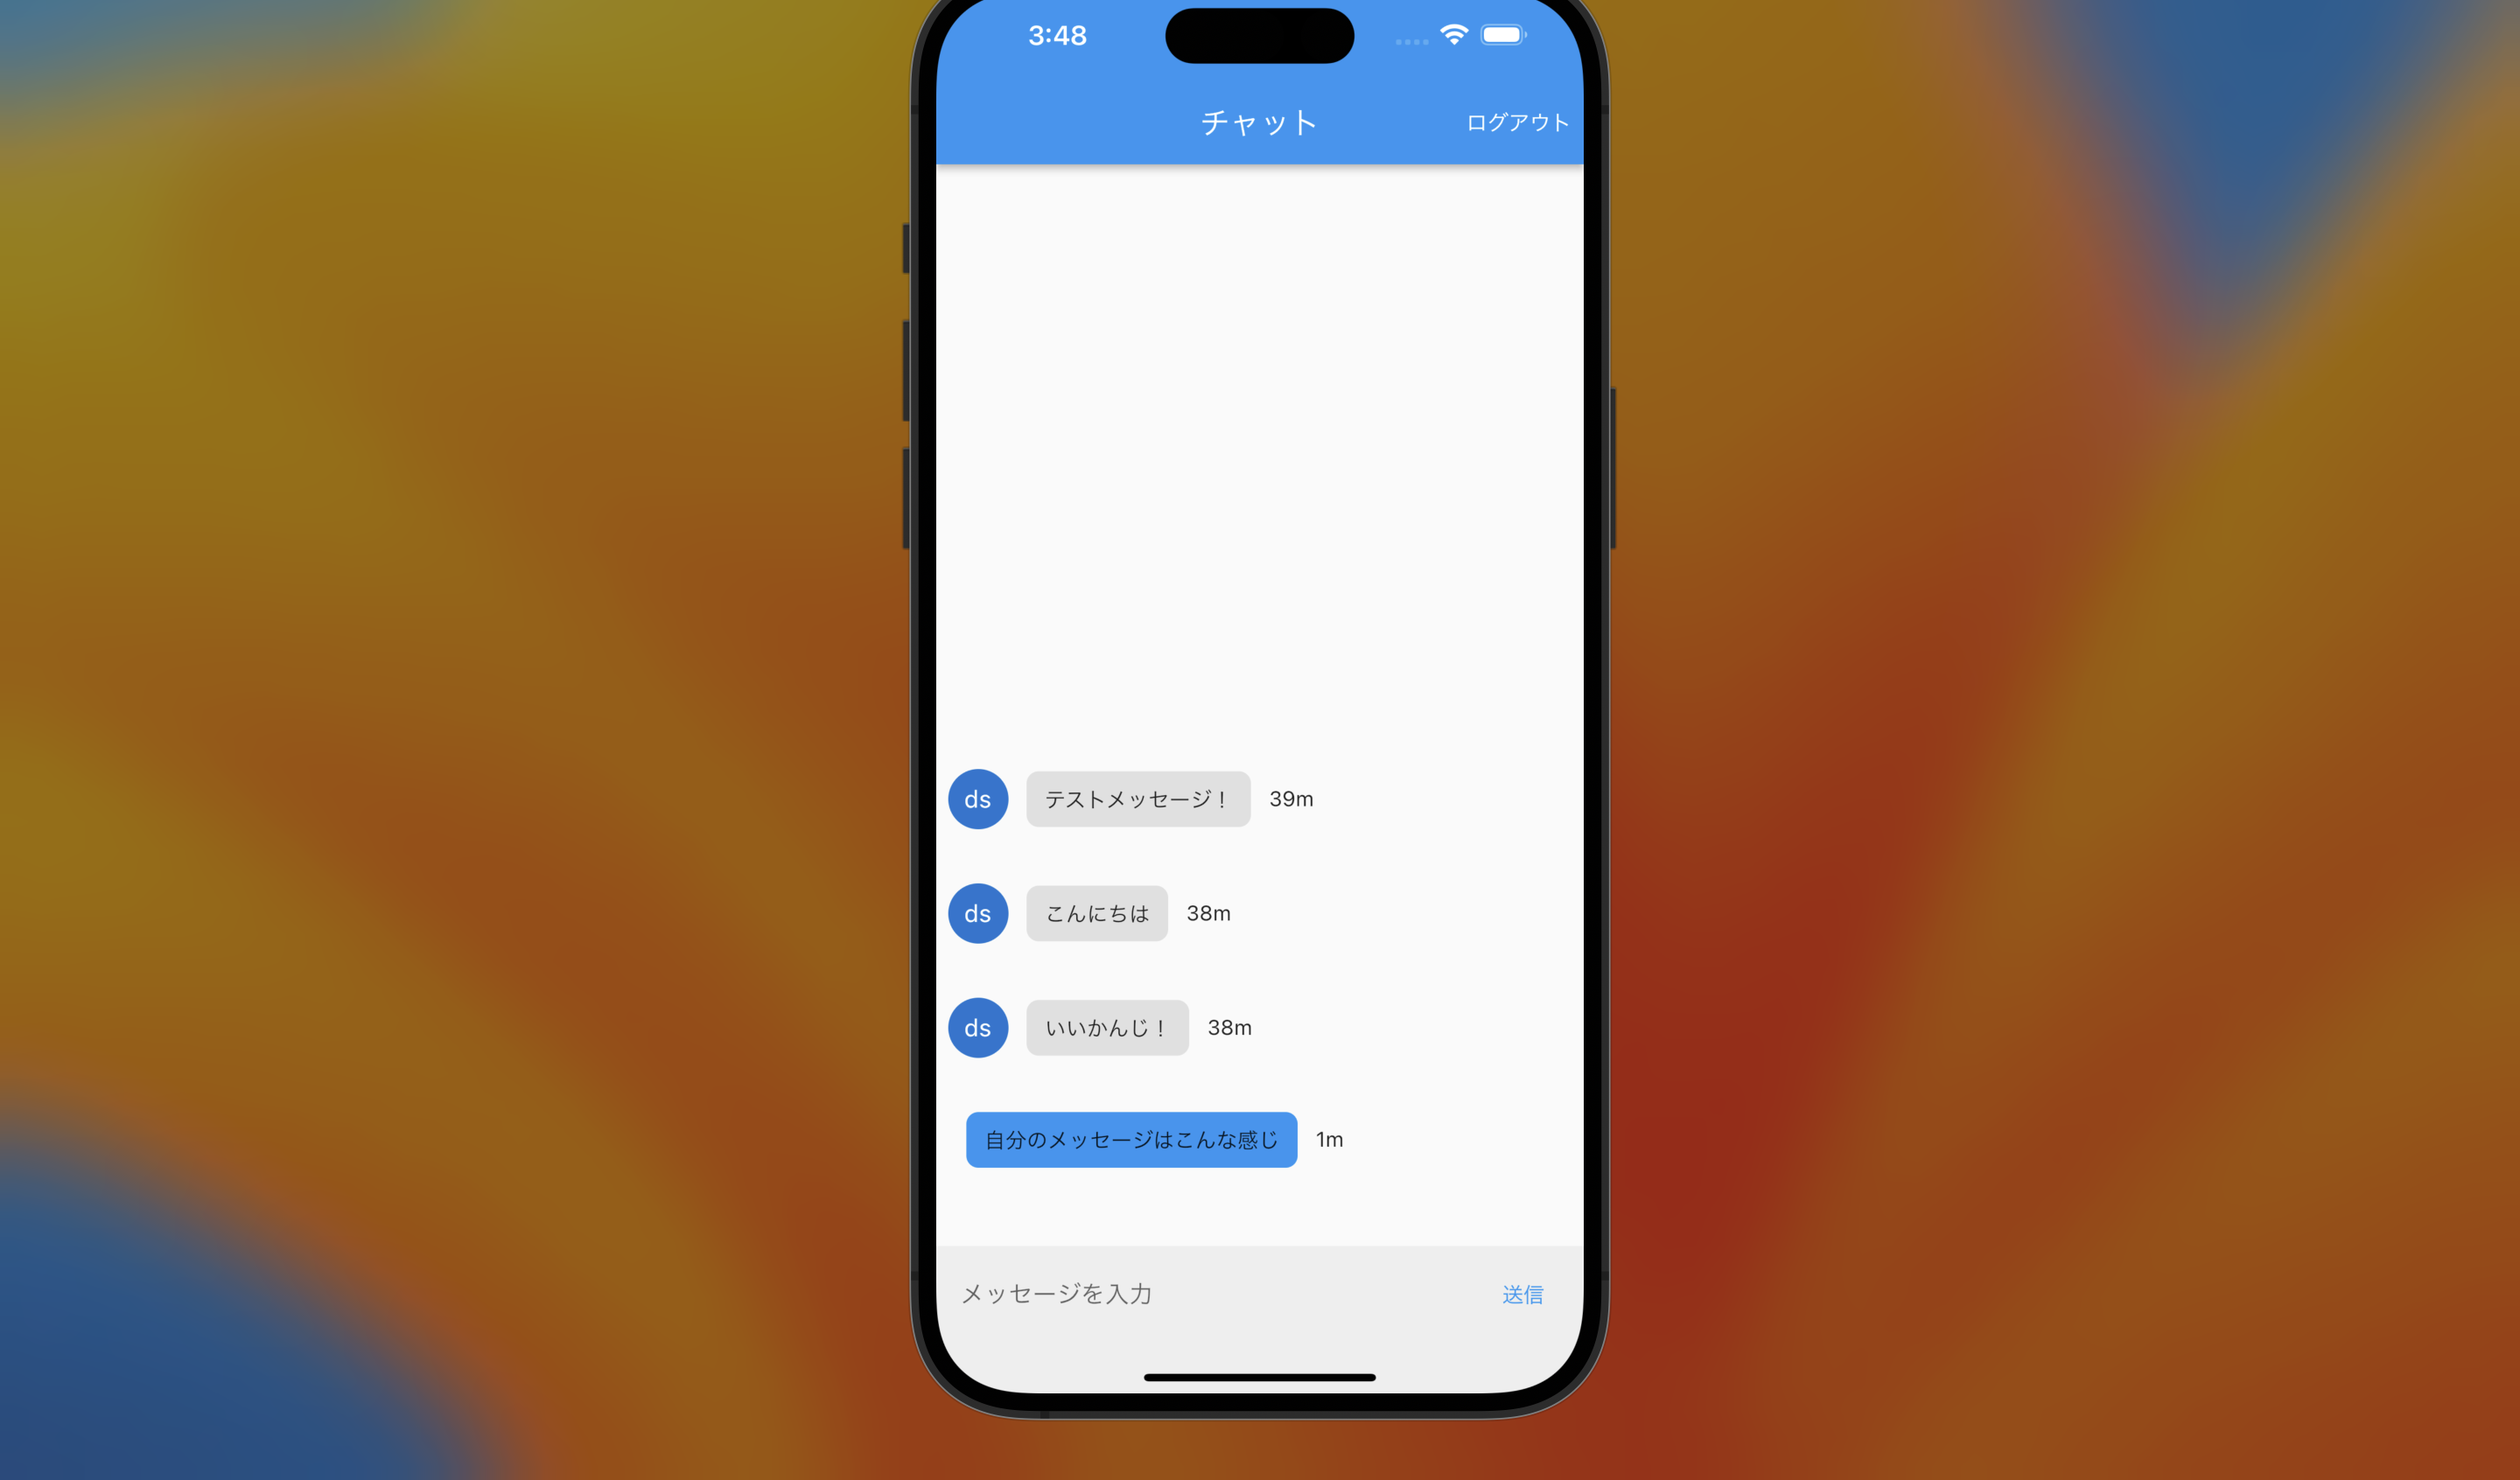 3:48
チャット
ログアウト
ds テストメッセージ！ 39m
ds こんにちは 38m
ds いいかんじ！ 38m
自分のメッセージはこんな感じ 1m
メッセージを入力 送信